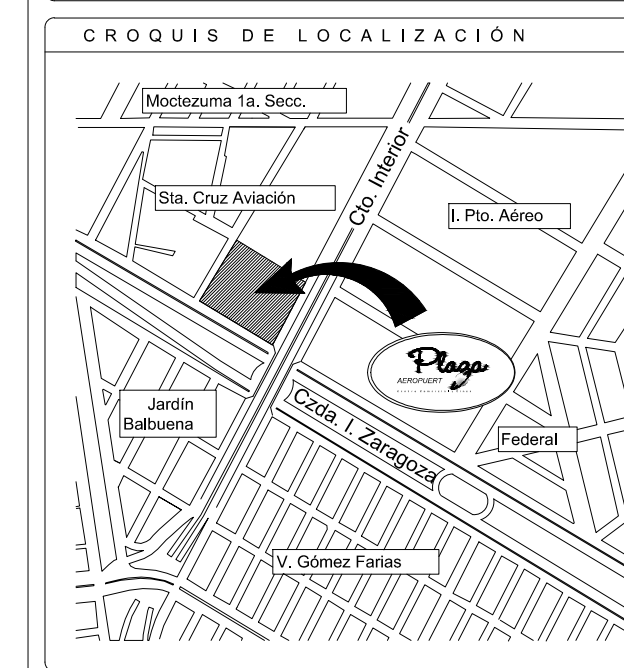 CROQUIS DE LOCALIZACIÓN
Moctezuma 1a. Secc.
Cto. Interior
Sta. Cruz Aviación
I. Pto. Aéreo
Plaza
AEROPUERT
Jardín
Balbuena
Czda. I. Zaragoza
Federal
V. Gómez Farias